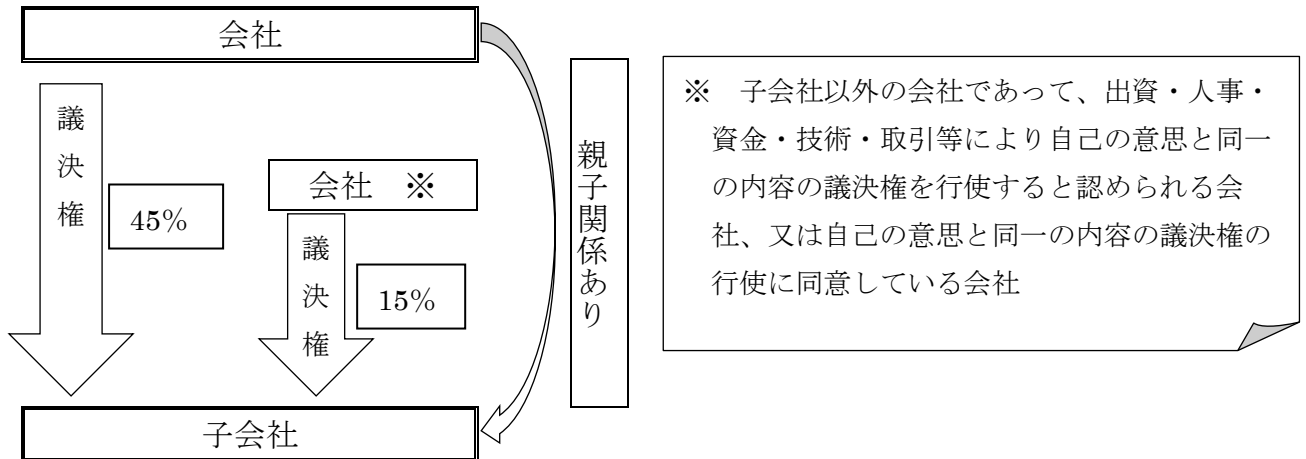 会社
議決権
45%
会社 ※
議決権
15%
親子関係あり
子会社
※ 子会社以外の会社であって、出資・人事・
資金・技術・取引等により自己の意思と同一
の内容の議決権を行使すると認められる会
社、又は自己の意思と同一の内容の議決権の
行使に同意している会社